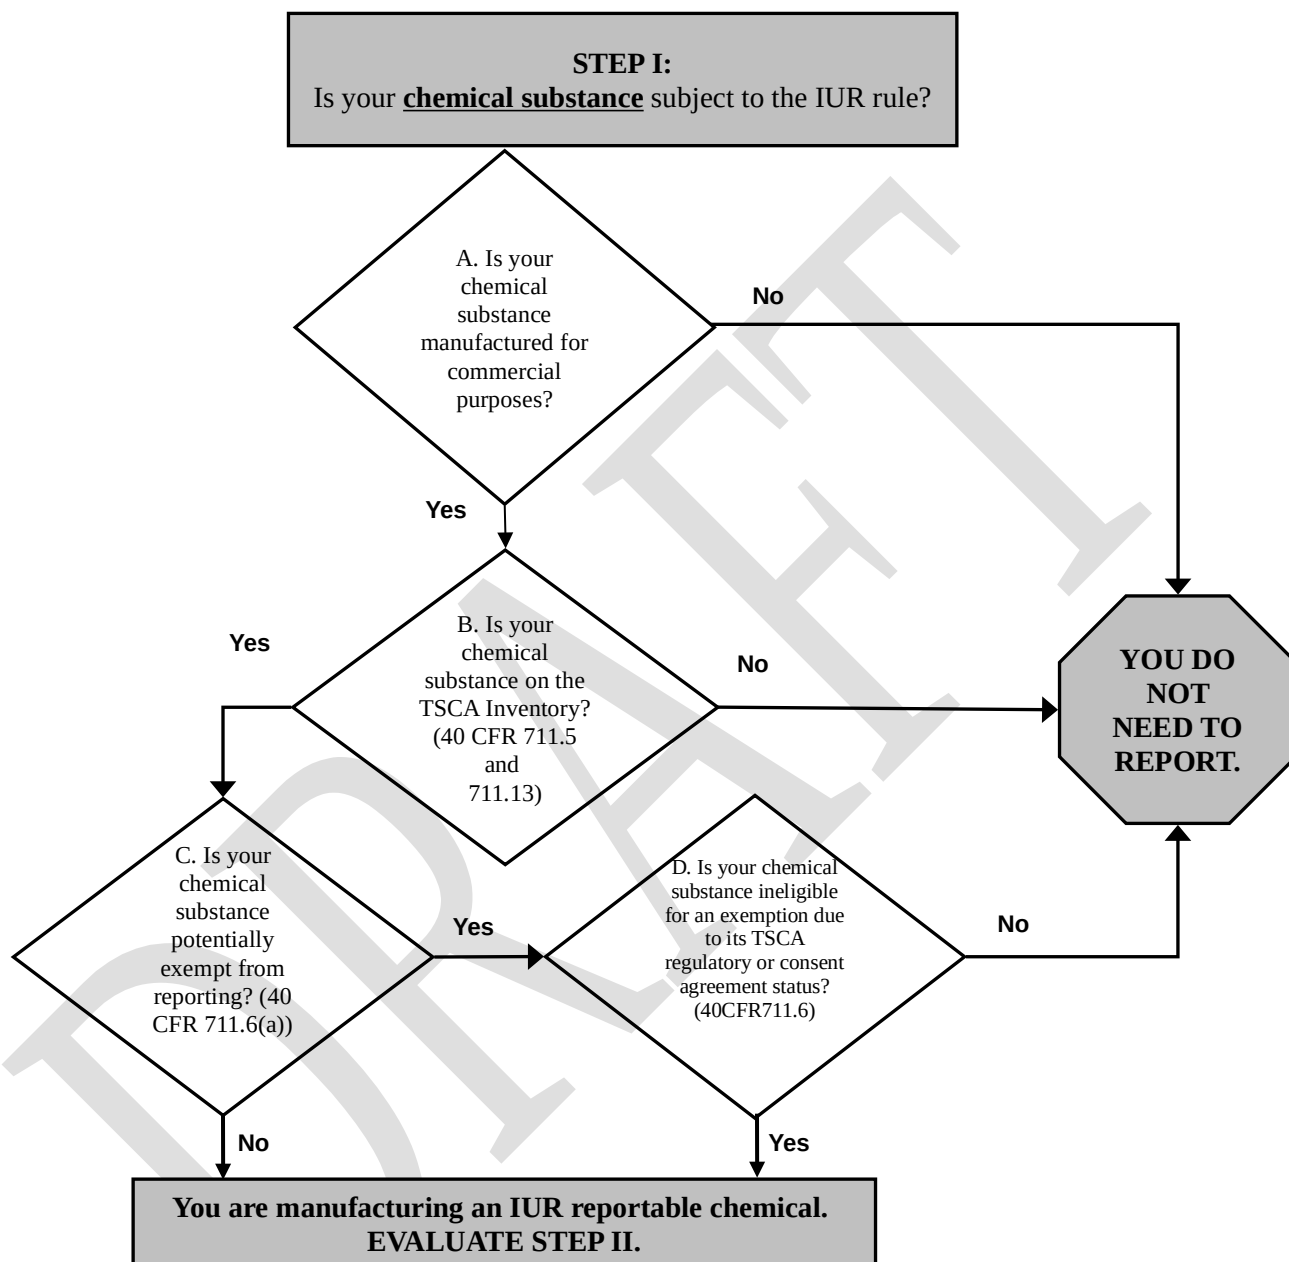 STEP I:
Is your chemical substance subject to the IUR rule?
A. Is your
chemical
substance
manufactured for
commercial
purposes?
No
Yes
B. Is your
chemical
substance on the
TSCA Inventory?
(40 CFR 711.5
and
711.13)
Yes
No
YOU DO
NOT
NEED TO
REPORT.
C. Is your
chemical
substance
potentially
exempt from
reporting? (40
CFR 711.6(a))
Yes
D. Is your chemical
substance ineligible
for an exemption due
to its TSCA
regulatory or consent
agreement status?
(40CFR711.6)
No
No
Yes
You are manufacturing an IUR reportable chemical.
EVALUATE STEP II.
DRAFT